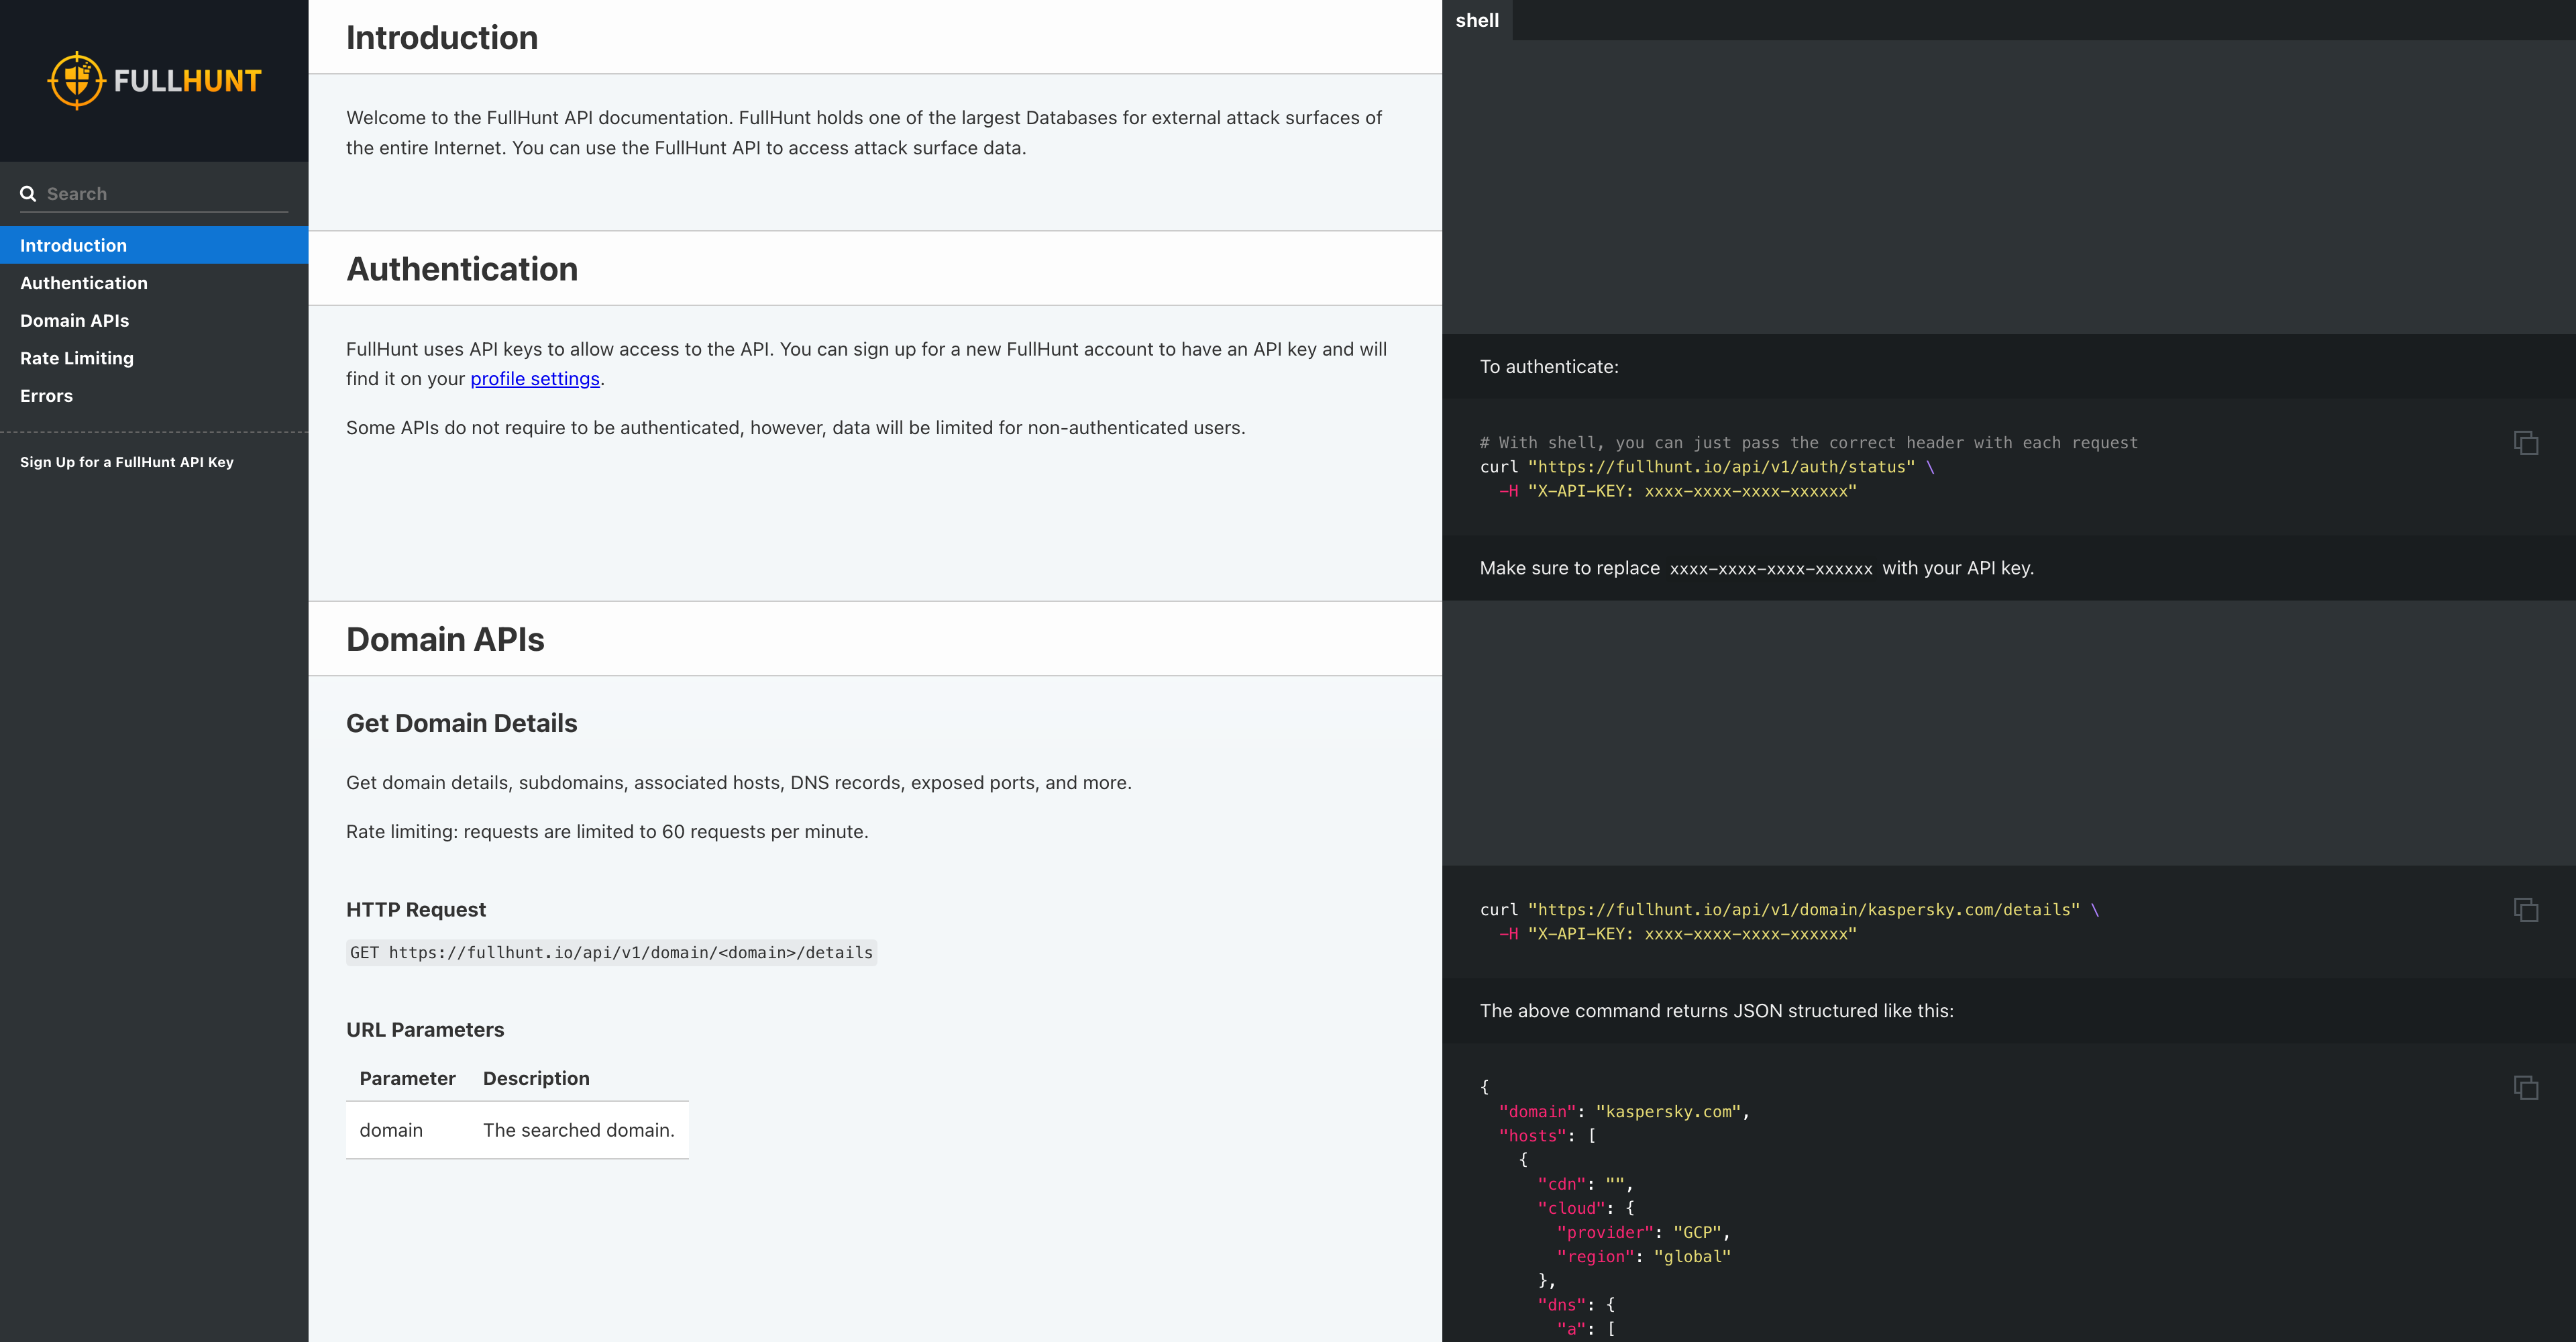 FULLHUNT
Search
Introduction
Authentication
Domain APIs
Rate Limiting
Errors
Sign Up for a FullHunt API Key
Introduction
Welcome to the FullHunt API documentation. FullHunt holds one of the largest Databases for external attack surfaces of
the entire Internet. You can use the FullHunt API to access attack surface data.
Authentication
FullHunt uses API keys to allow access to the API. You can sign up for a new FullHunt account to have an API key and will
find it on your profile settings.
Some APIs do not require to be authenticated, however, data will be limited for non-authenticated users.
Domain APIs
Get Domain Details
Get domain details, subdomains, associated hosts, DNS records, exposed ports, and more.
Rate limiting: requests are limited to 60 requests per minute.
HTTP Request
GET https://fullhunt.io/api/v1/domain/<domain>/details
URL Parameters
Parameter Description
domain The searched domain.
shell
To authenticate:
# With shell, you can just pass the correct header with each request
curl "https://fullhunt.io/api/v1/auth/status" \
  -H "X-API-KEY: xxxx-xxxx-xxxx-xxxxxx"
Make sure to replace xxxx-xxxx-xxxx-xxxxxx with your API key.
curl "https://fullhunt.io/api/v1/domain/kaspersky.com/details" \
  -H "X-API-KEY: xxxx-xxxx-xxxx-xxxxxx"
The above command returns JSON structured like this:
{
  "domain": "kaspersky.com",
  "hosts": [
    {
      "cdn": "",
      "cloud": {
        "provider": "GCP",
        "region": "global"
      },
      "dns": {
        "a": [